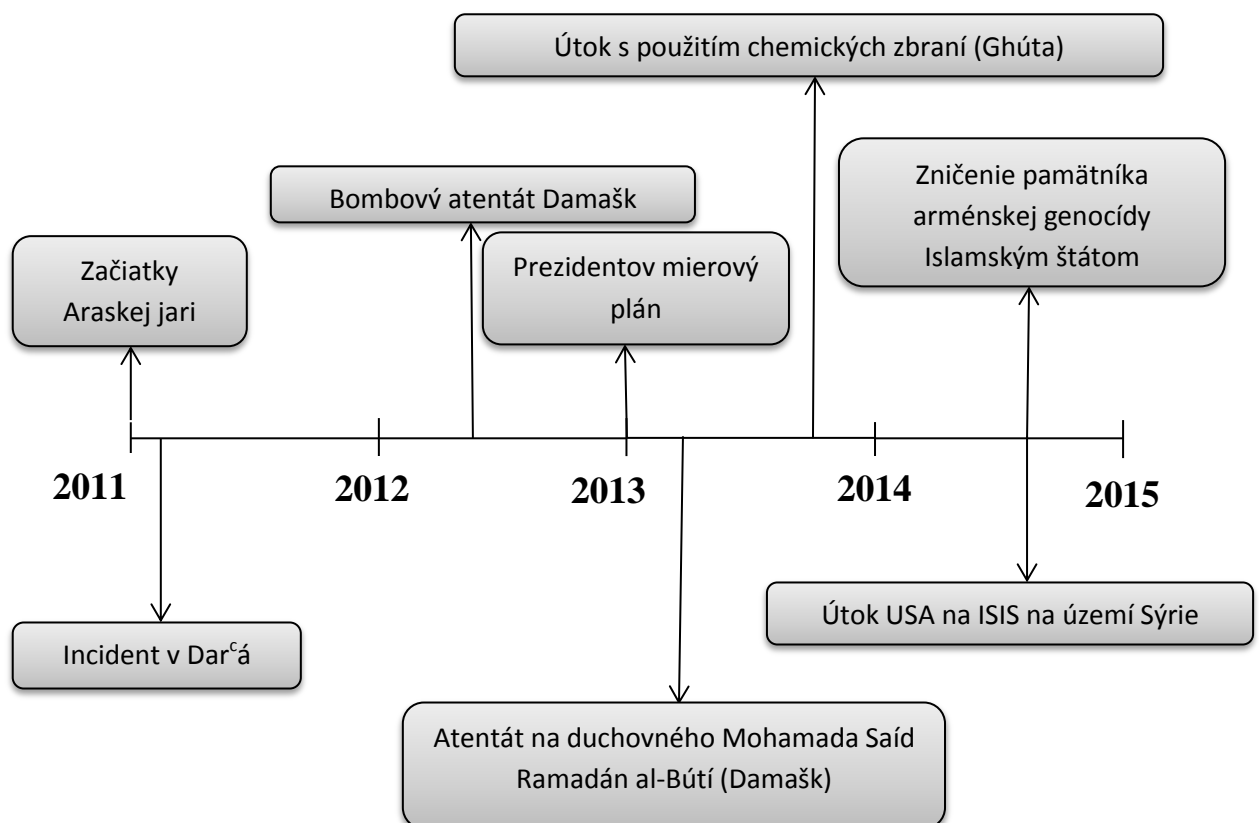 Útok s použitím chemických zbraní (Ghúta)
Bombový atentát Damašk
Zničenie pamätníka
arménskej genocídy
Islamským štátom
Začiatky
Araskej jari
Prezidentov mierový
plán
2011
2012
2013
2014
2015
Incident v Darᶜá
Útok USA na ISIS na území Sýrie
Atentát na duchovného Mohamada Saíd
Ramadán al-Bútí (Damašk)